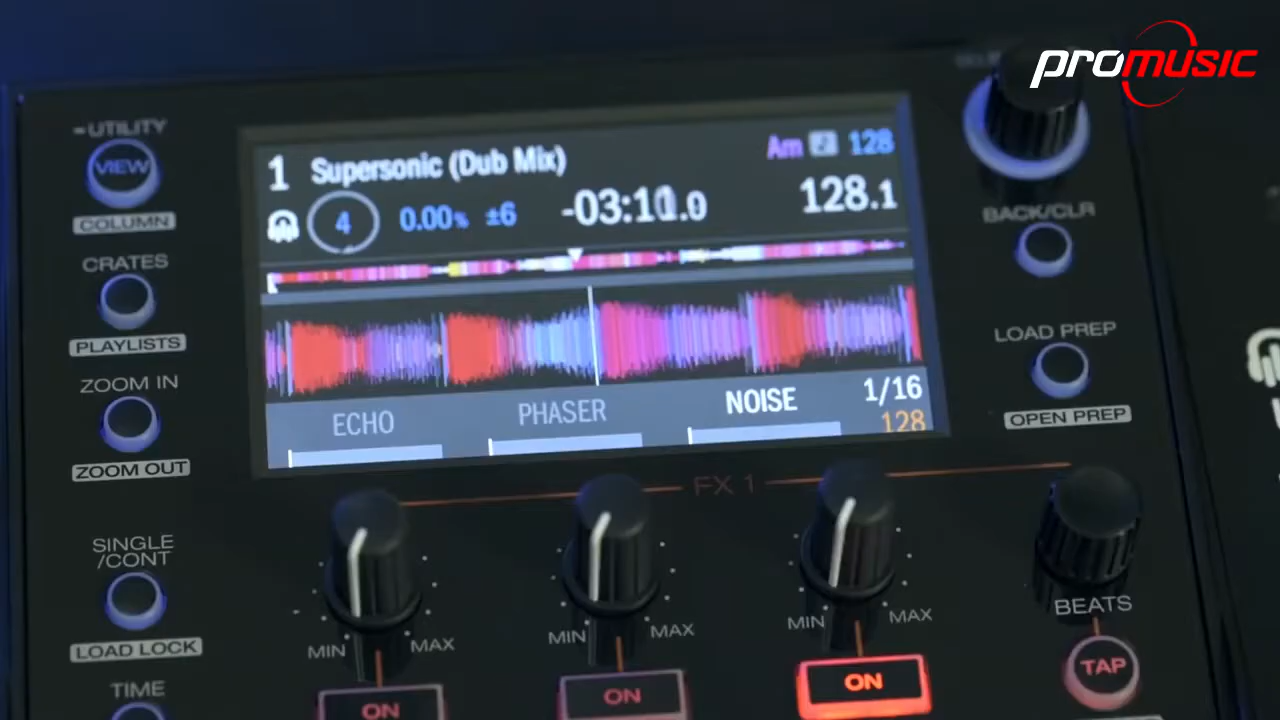 promusic
UTILITY
VIEW
COLUMN
CRATES
PLAYLISTS
ZOOM IN
ZOOM OUT
SINGLE
/CONT
LOAD LOCK
TIME
1 Supersonic (Dub Mix) Am 128
4 0.00% ±6 128.1
ECHO PHASER NOISE 1/16
128
BACK/CLR
LOAD PREP
OPEN PREP
FX 1
MIN MAX
MIN MAX
MIN MAX
BEATS
ON
ON
ON
TAP